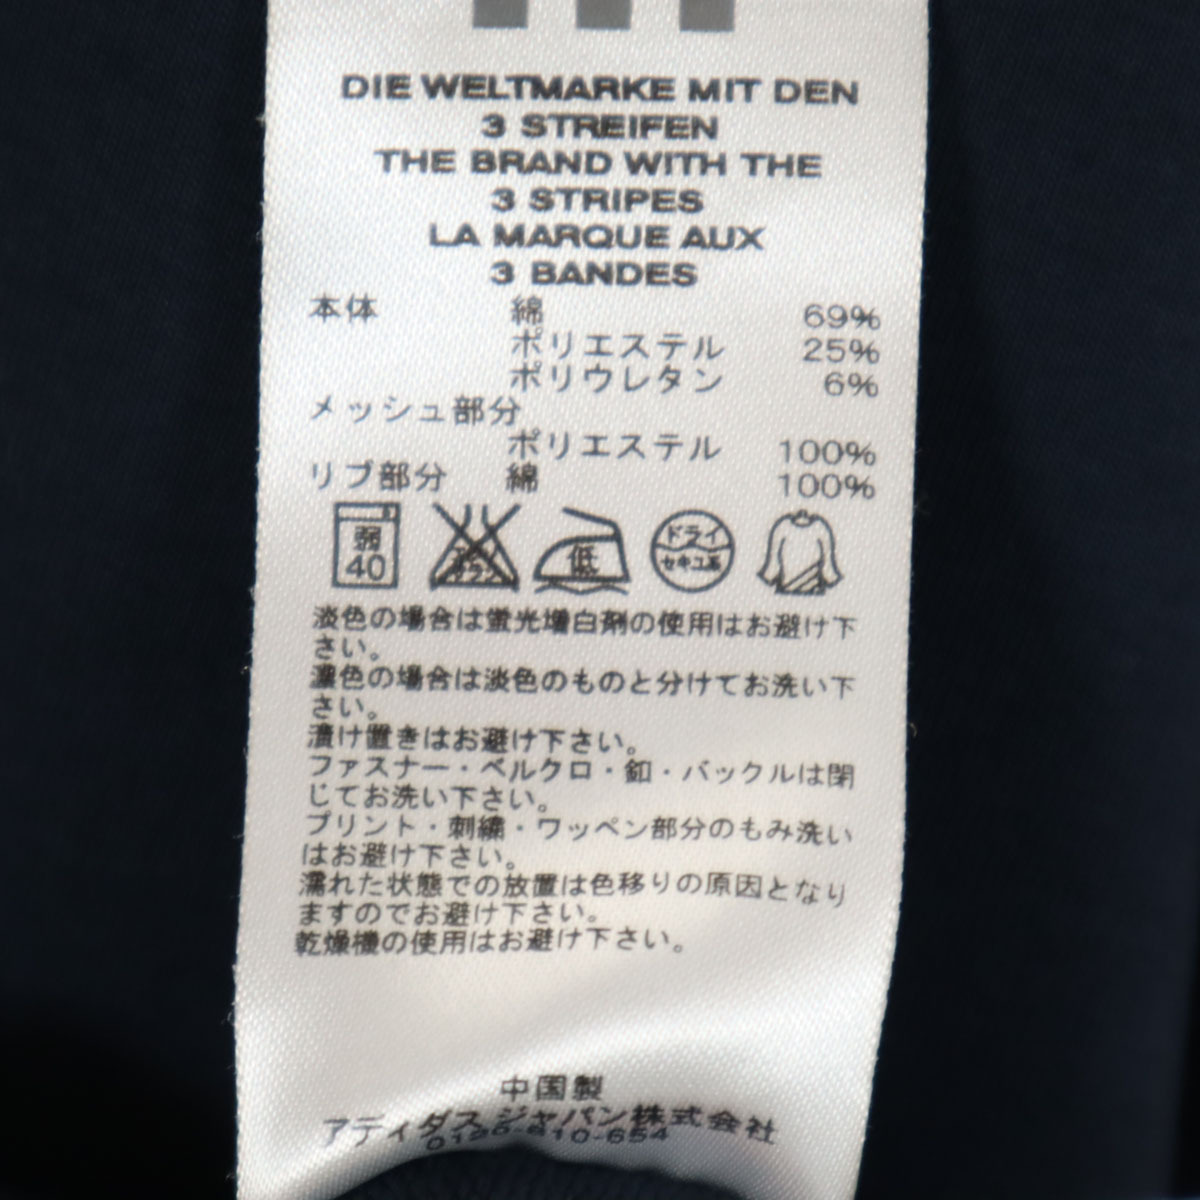 DIE WELTMARKE MIT DEN
3 STREIFEN
THE BRAND WITH THE
3 STRIPES
LA MARQUE AUX
3 BANDES
本体 綿 69%
ポリエステル 25%
ポリウレタン 6%
メッシュ部分
ポリエステル 100%
リブ部分 綿 100%
弱 40 エンソ サラシ 低 ドライ セキユ系
淡色の場合は蛍光増白剤の使用はお避け下
さい。
濃色の場合は淡色のものと分けてお洗い下
さい。
漬け置きはお避け下さい。
ファスナー・ベルクロ・釦・バックルは閉
じてお洗い下さい。
プリント・刺繍・ワッペン部分のもみ洗い
はお避け下さい。
濡れた状態での放置は色移りの原因となり
ますのでお避け下さい。
乾燥機の使用はお避け下さい。
中国製
アディダス ジャパン株式会社
0120-810-654